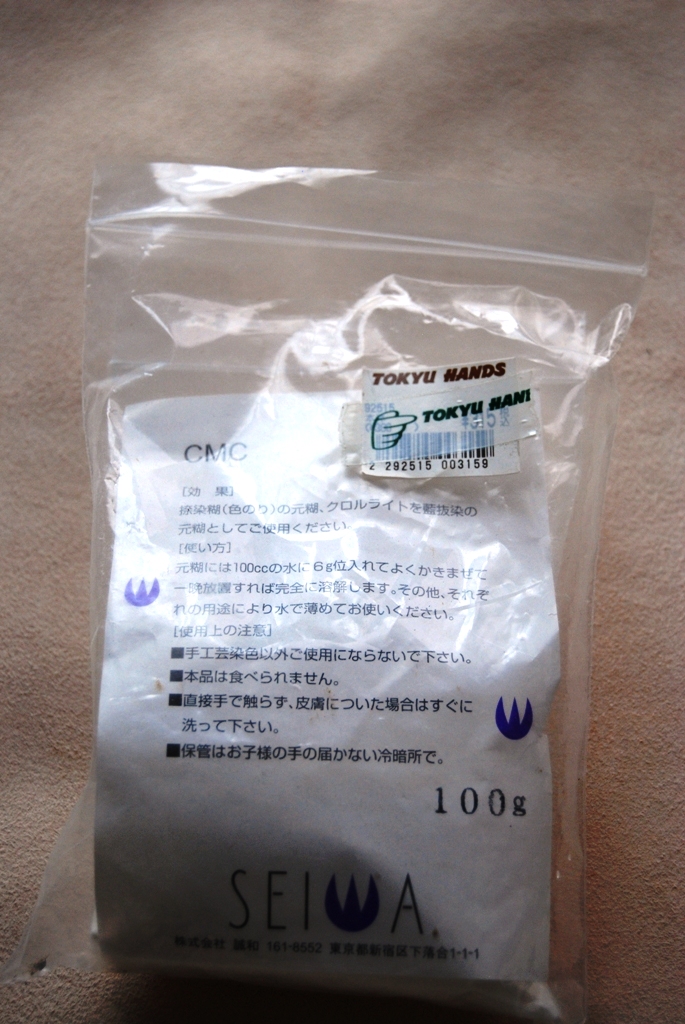 TOKYU HANDS
TOKYU HAN
292515
2 292515 003159
CMC
[効 果]
捺染糊(色のり)の元糊、クロルライトを藍抜染の
元糊としてご使用ください。
[使い方]
元糊には100ccの水に6g位入れてよくかきまぜて
一晩放置すれば完全に溶解します。その他、それぞ
れの用途により水で薄めてお使いください。
[使用上の注意]
■手工芸染色以外ご使用にならないで下さい。
■本品は食べられません。
■直接手で触らず、皮膚についた場合はすぐに
洗って下さい。
■保管はお子様の手の届かない冷暗所で。
100g
SEIWA
株式会社 誠和 161-8552 東京都新宿区下落合1-1-1